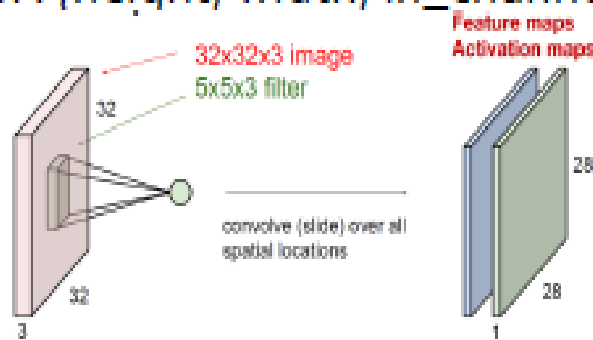 Feature maps
Activation maps
32x32x3 image
5x5x3 filter
32
28
convolve (slide) over all
spatial locations
32
28
3
1